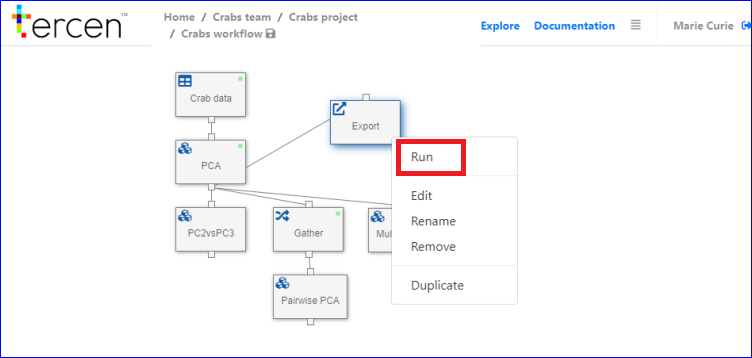 tercen™
Home / Crabs team / Crabs project
/ Crabs workflow
Explore Documentation Marie Curie
Crab data
Export
PCA
Run
Edit
Rename
Remove
Duplicate
PC2vsPC3
Gather
Mul
Pairwise PCA